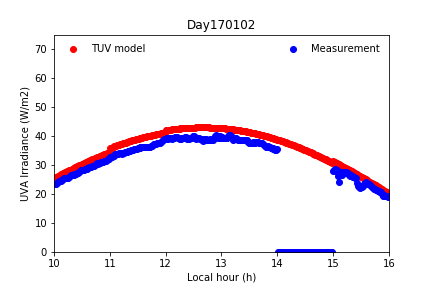 Day170102
TUV model
Measurement
UVA Irradiance (W/m2)
70
60
50
40
30
20
10
0
10 11 12 13 14 15 16
Local hour (h)